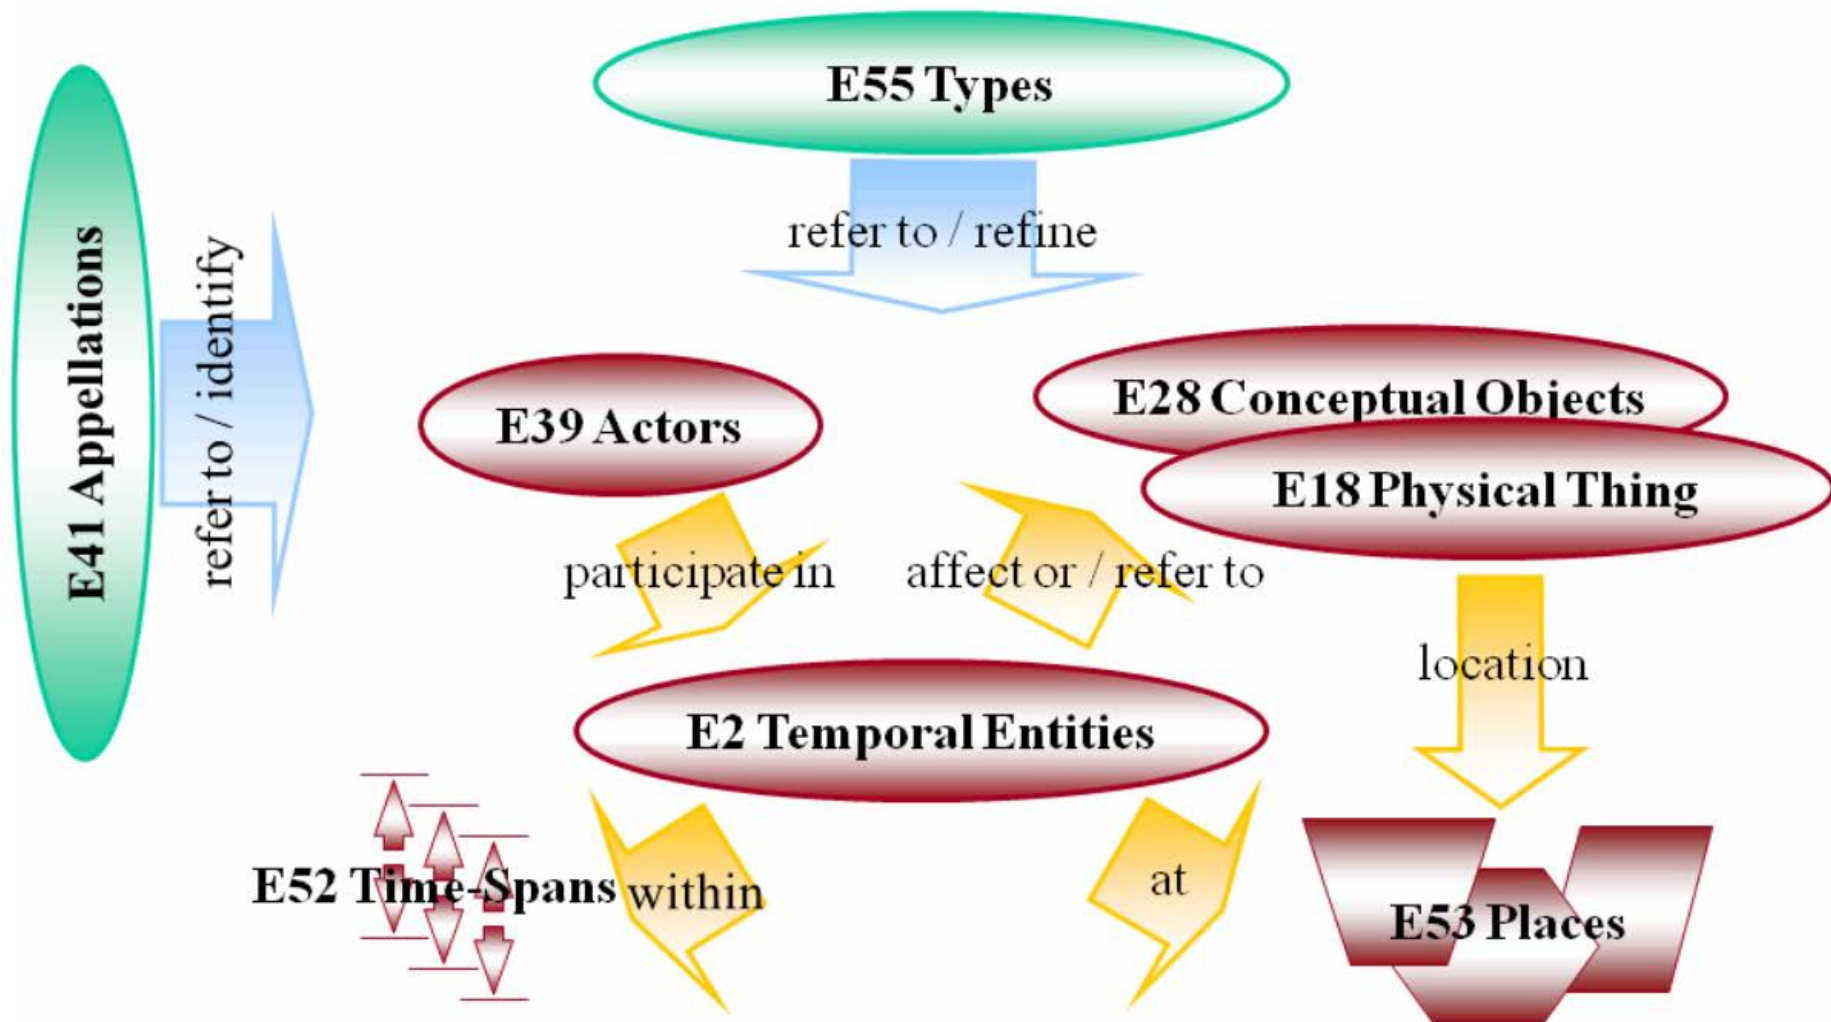 E55 Types
refer to / refine
E41 Appellations
refer to / identify
E39 Actors
E28 Conceptual Objects
E18 Physical Thing
participate in
affect or / refer to
location
E2 Temporal Entities
E52 Time-Spans
within
at
E53 Places